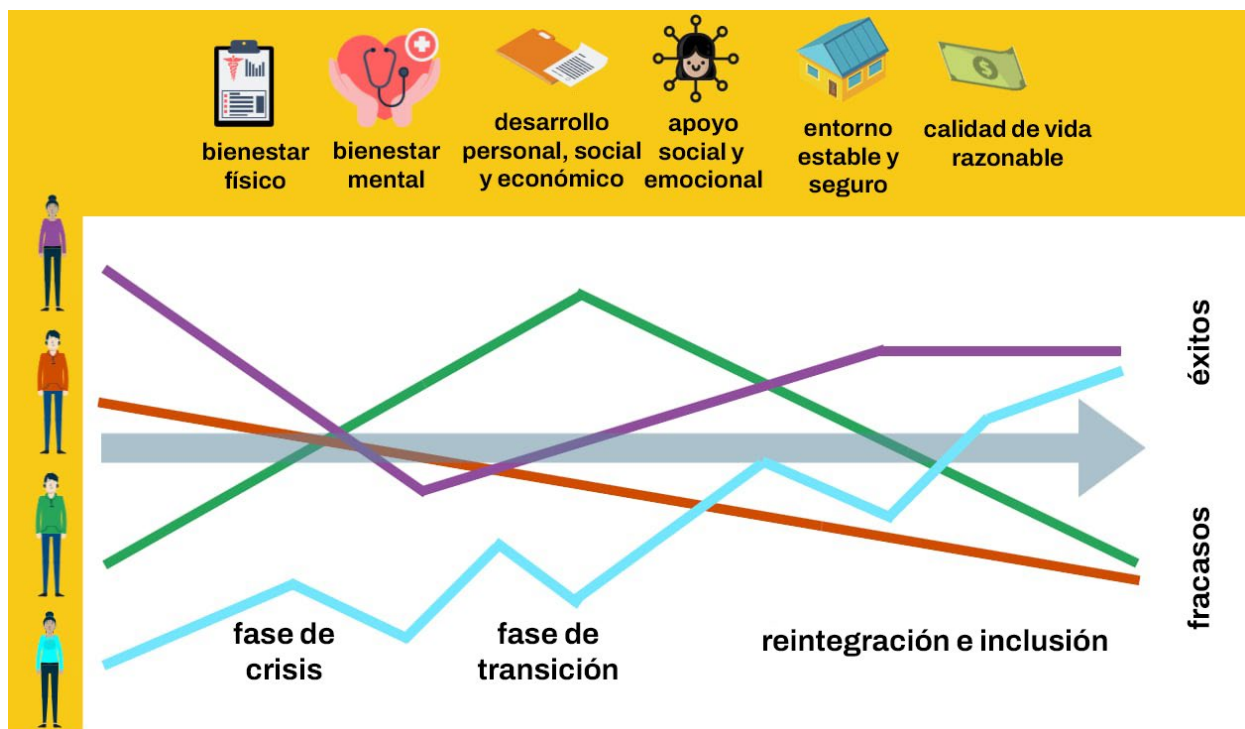 bienestar
físico
bienestar
mental
desarrollo
personal, social
y económico
apoyo
social y
emocional
entorno
estable y
seguro
calidad de vida
razonable
éxitos
fracasos
fase de
crisis
fase de
transición
reintegración e inclusión